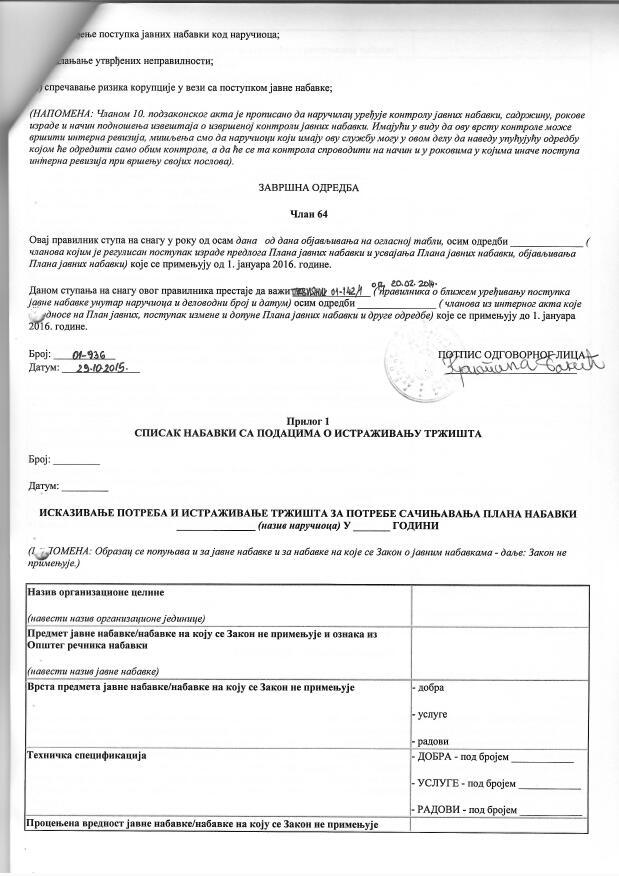 ење поступка јавних набавки код наручиоца;
лањање утврђених неправилности;
) спречавање ризика корупције у вези са поступком јавне набавке;
(НАПОМЕНА: Чланом 10. подзаконског акта је прописано да наручилац уређује контролу јавних набавки, садржину, рокове
израде и начин подношења извештаја о извршеној контроли јавних набавки. Имајући у виду да ову врсту контроле може
вршити интерна ревизија, мишљења смо да наручиоци који имају ову службу могу у овом делу да наведу упућујућу одредбу
којом ће одредити само обим контроле, а да ће се та контрола спроводити на начин и у роковима у којима иначе поступа
интерна ревизија при вршењу својих послова).
ЗАВРШНА ОДРЕДБА
Члан 64
Овај правилник ступа на снагу у року од осам дана од дана објављивања на огласној табли, осим одредби ______________ (
чланова којим је регулисан поступак израде предлога Плана јавних набавки и усвајања Плана јавних набавки, објављивања
Плана јавних набавки) које се примењују од 1. јануара 2016. године.
од 20.02.2014.
Даном ступања на снагу овог правилника престаје да важи 01-142/1 ( правилника о ближем уређивању поступка
јавне набавке унутар наручиоца и деловодни број и датум) осим одредби ______________ ( чланова из интерног акта које
односе на План јавних, поступак измене и допуне Плана јавних набавки и друге одредбе) које се примењују до 1. јануара
2016. године.
Број: 01-936
ПОТПИС ОДГОВОРНОГ ЛИЦА
Датум: 29.10.2015.
Прилог 1
СПИСАК НАБАВКИ СА ПОДАЦИМА О ИСТРАЖИВАЊУ ТРЖИШТА
Број: _________
Датум: _________
ИСКАЗИВАЊЕ ПОТРЕБА И ИСТРАЖИВАЊЕ ТРЖИШТА ЗА ПОТРЕБЕ САЧИЊАВАЊА ПЛАНА НАБАВКИ
_______________ (назив наручиоца) У _______ ГОДИНИ
ОМЕНА: Образац се попуњава и за јавне набавке и за набавке на које се Закон о јавним набавкама - даље: Закон не
примењује.)
Назив организационе целине
(навести назив организационе јединице)
Предмет јавне набавке/набавке на коју се Закон не примењује и ознака из
Општег речника набавки
(навести назив јавне набавке)
Врста предмета јавне набавке/набавке на коју се Закон не примењује
- добра
- услуге
- радови
Техничка спецификација
- ДОБРА - под бројем ____________
- УСЛУГЕ - под бројем ____________
- РАДОВИ - под бројем ____________
Процењена вредност јавне набавке/набавке на коју се Закон не примењује